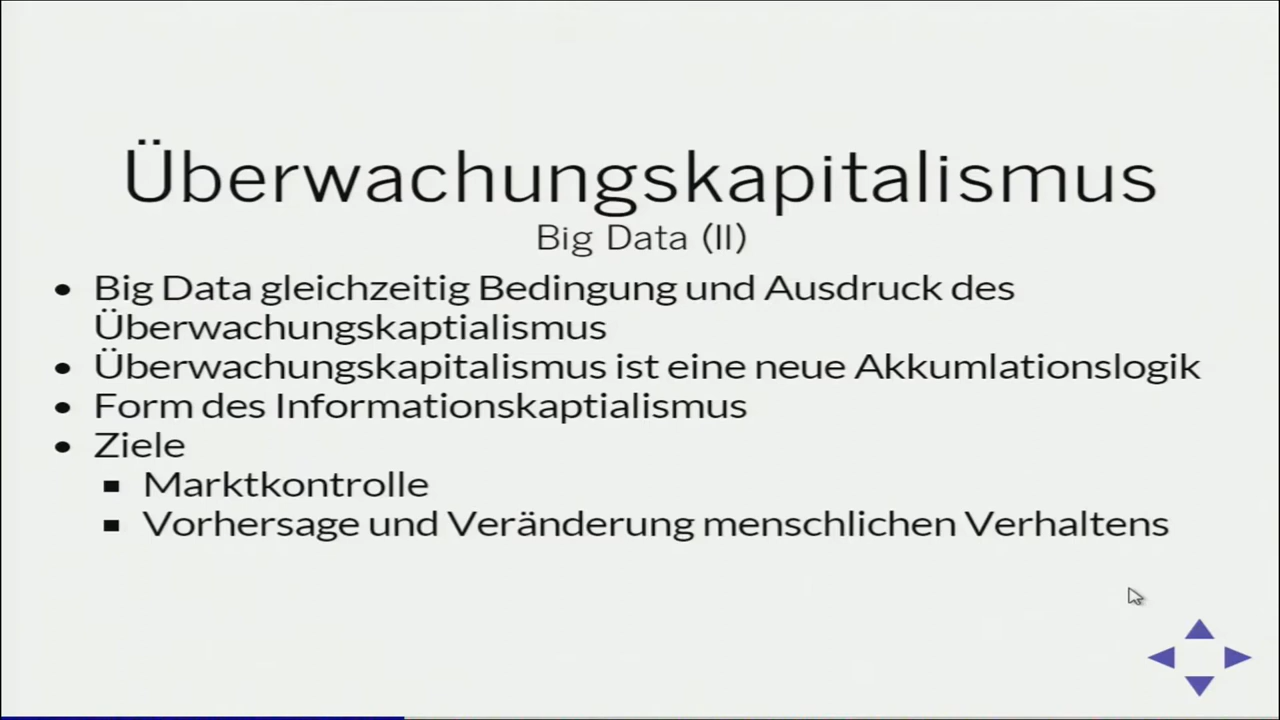 Überwachungskapitalismus
Big Data (II)
• Big Data gleichzeitig Bedingung und Ausdruck des
Überwachungskaptialismus
• Überwachungskapitalismus ist eine neue Akkumlationslogik
• Form des Informationskaptialismus
• Ziele
▪ Marktkontrolle
▪ Vorhersage und Veränderung menschlichen Verhaltens